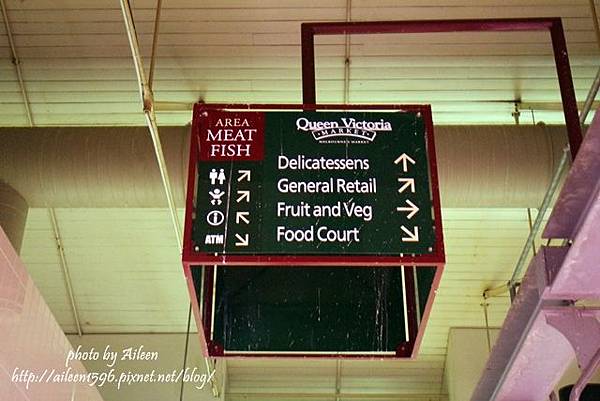 AREA
MEAT
FISH
Queen Victoria
MARKET
MELBOURNE'S MARKET
Delicatessens
General Retail
Fruit and Veg
Food Court
ATM
photo by Aileen
http://aileen1596.pixnet.net/blog/